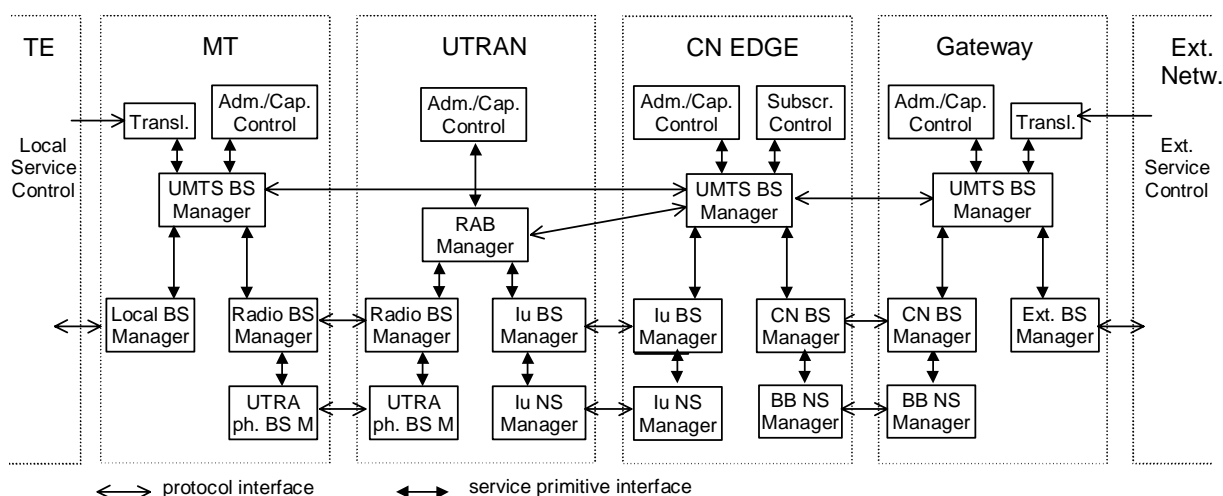 TE
MT
UTRAN
CN EDGE
Gateway
Ext.
Netw.
Transl.
Adm./Cap.
Control
Adm./Cap.
Control
Adm./Cap.
Control
Subscr.
Control
Adm./Cap.
Control
Transl.
Local
Service
Control
Ext.
Service
Control
UMTS BS
Manager
RAB
Manager
UMTS BS
Manager
UMTS BS
Manager
Local BS
Manager
Radio BS
Manager
Radio BS
Manager
Iu BS
Manager
Iu BS
Manager
CN BS
Manager
CN BS
Manager
Ext. BS
Manager
UTRA
ph. BS M
UTRA
ph. BS M
Iu NS
Manager
Iu NS
Manager
BB NS
Manager
BB NS
Manager
protocol interface
service primitive interface